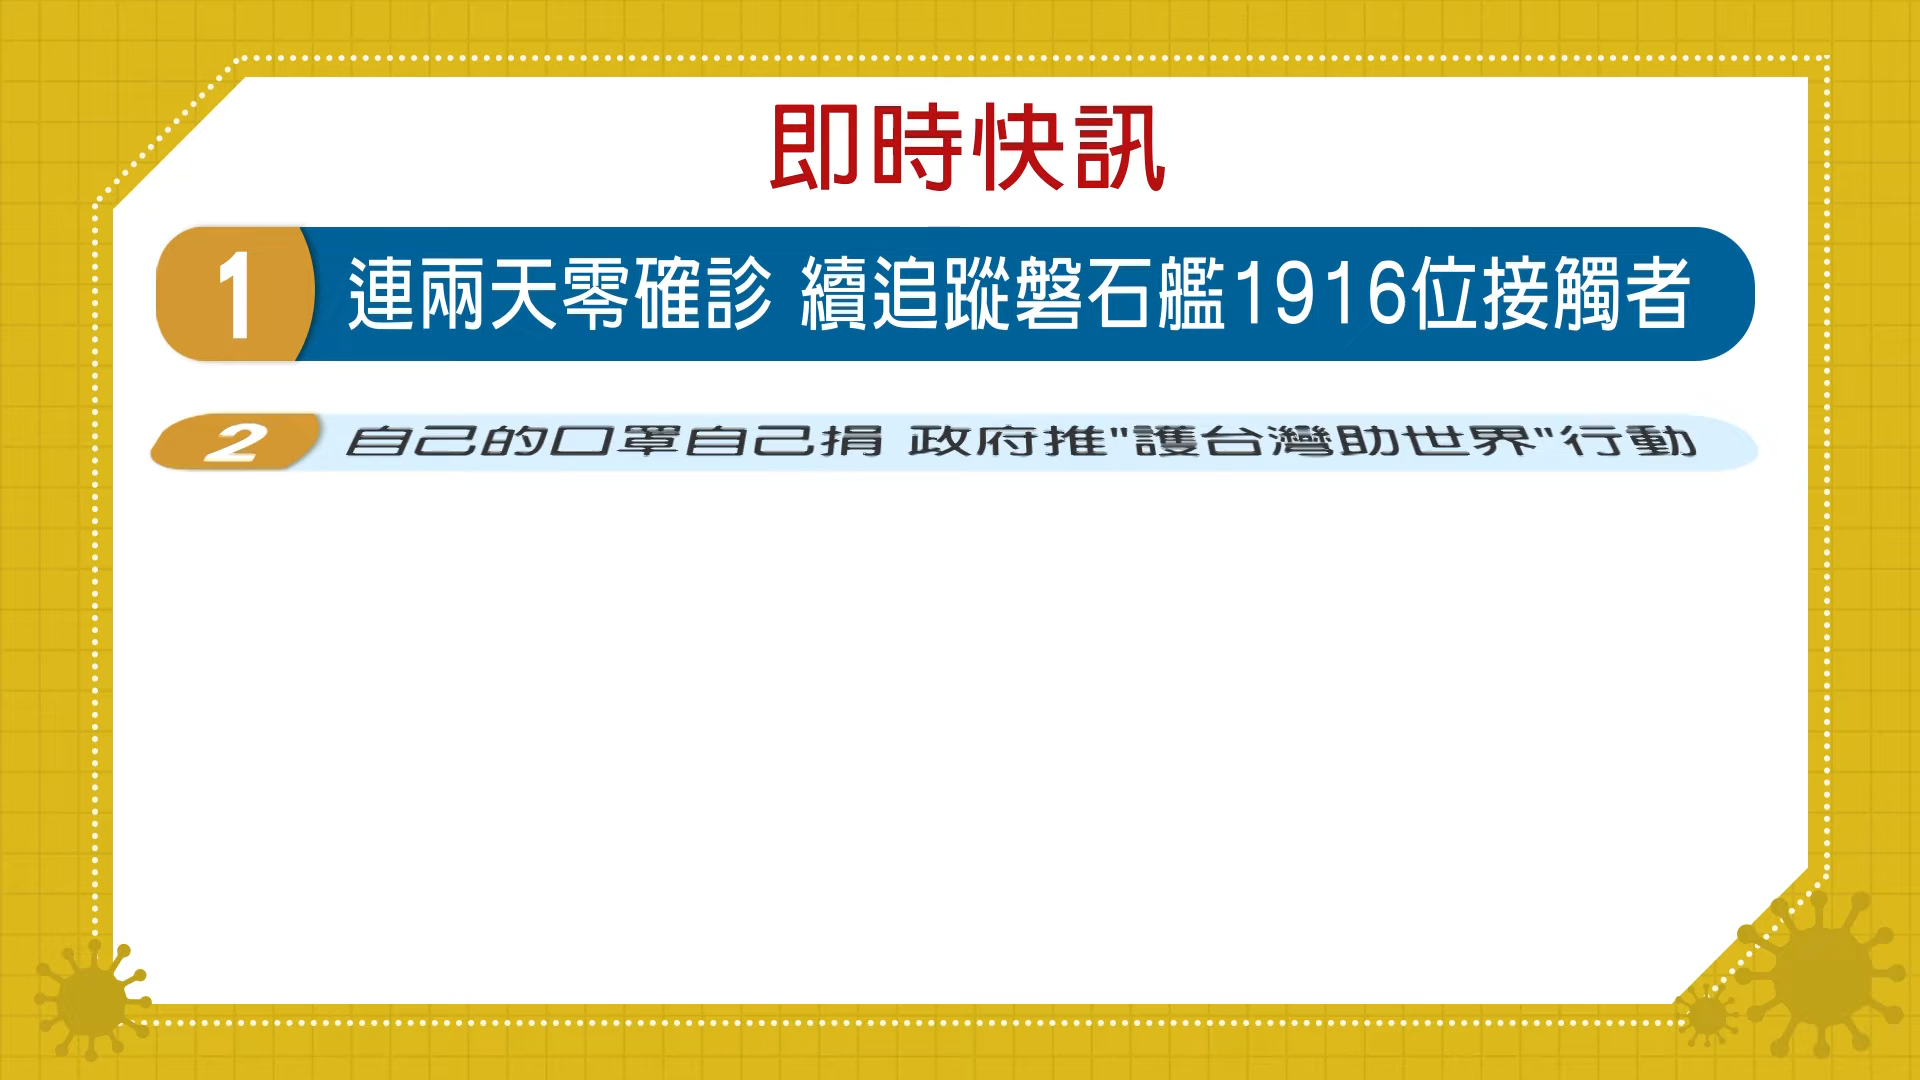 即時快訊
1 連兩天零確診 續追蹤磐石艦1916位接觸者
2 自己的口罩自己捐 政府推"護台灣助世界"行動